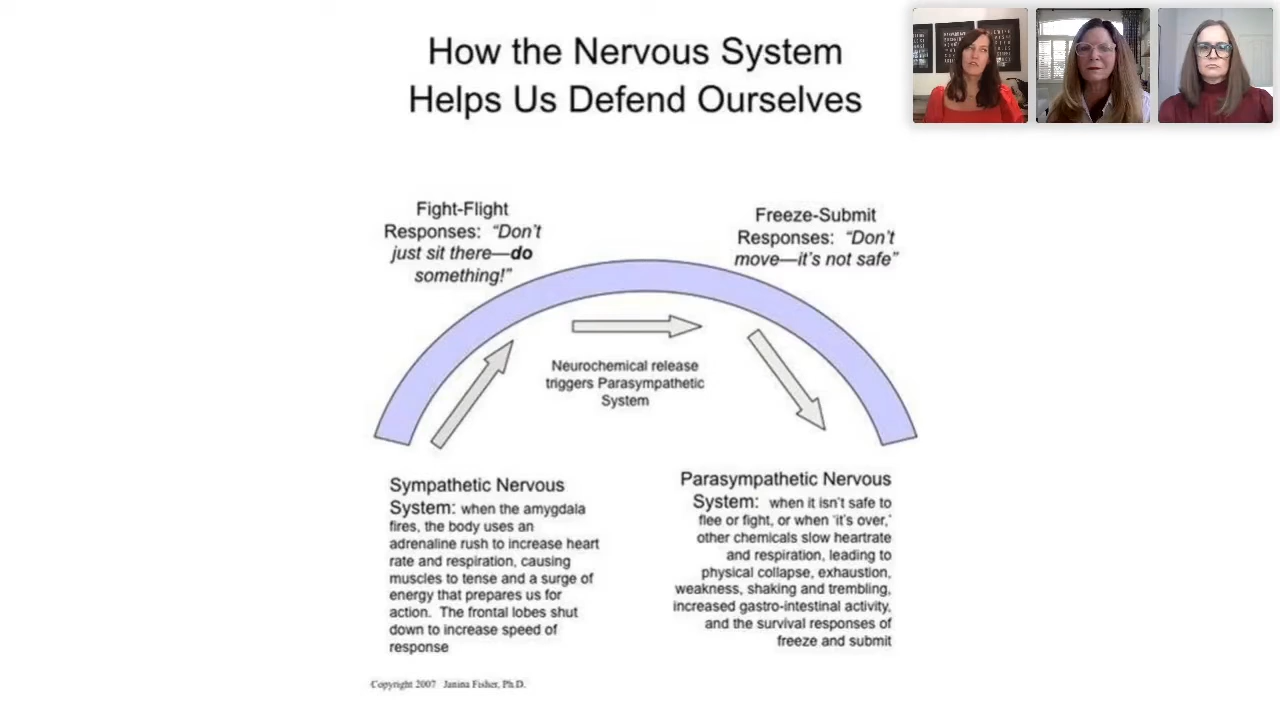 How the Nervous System
Helps Us Defend Ourselves
Fight-Flight
Responses: “Don’t
just sit there—do
something!”
Freeze-Submit
Responses: “Don’t
move—it’s not safe”
Neurochemical release
triggers Parasympathetic
System
Sympathetic Nervous
System: when the amygdala
fires, the body uses an
adrenaline rush to increase heart
rate and respiration, causing
muscles to tense and a surge of
energy that prepares us for
action. The frontal lobes shut
down to increase speed of
response
Parasympathetic Nervous
System: when it isn’t safe to
flee or fight, or when ‘it’s over,’
other chemicals slow heartrate
and respiration, leading to
physical collapse, exhaustion,
weakness, shaking and trembling,
increased gastro-intestinal activity,
and the survival responses of
freeze and submit
Copyright 2007 Janina Fisher, Ph.D.